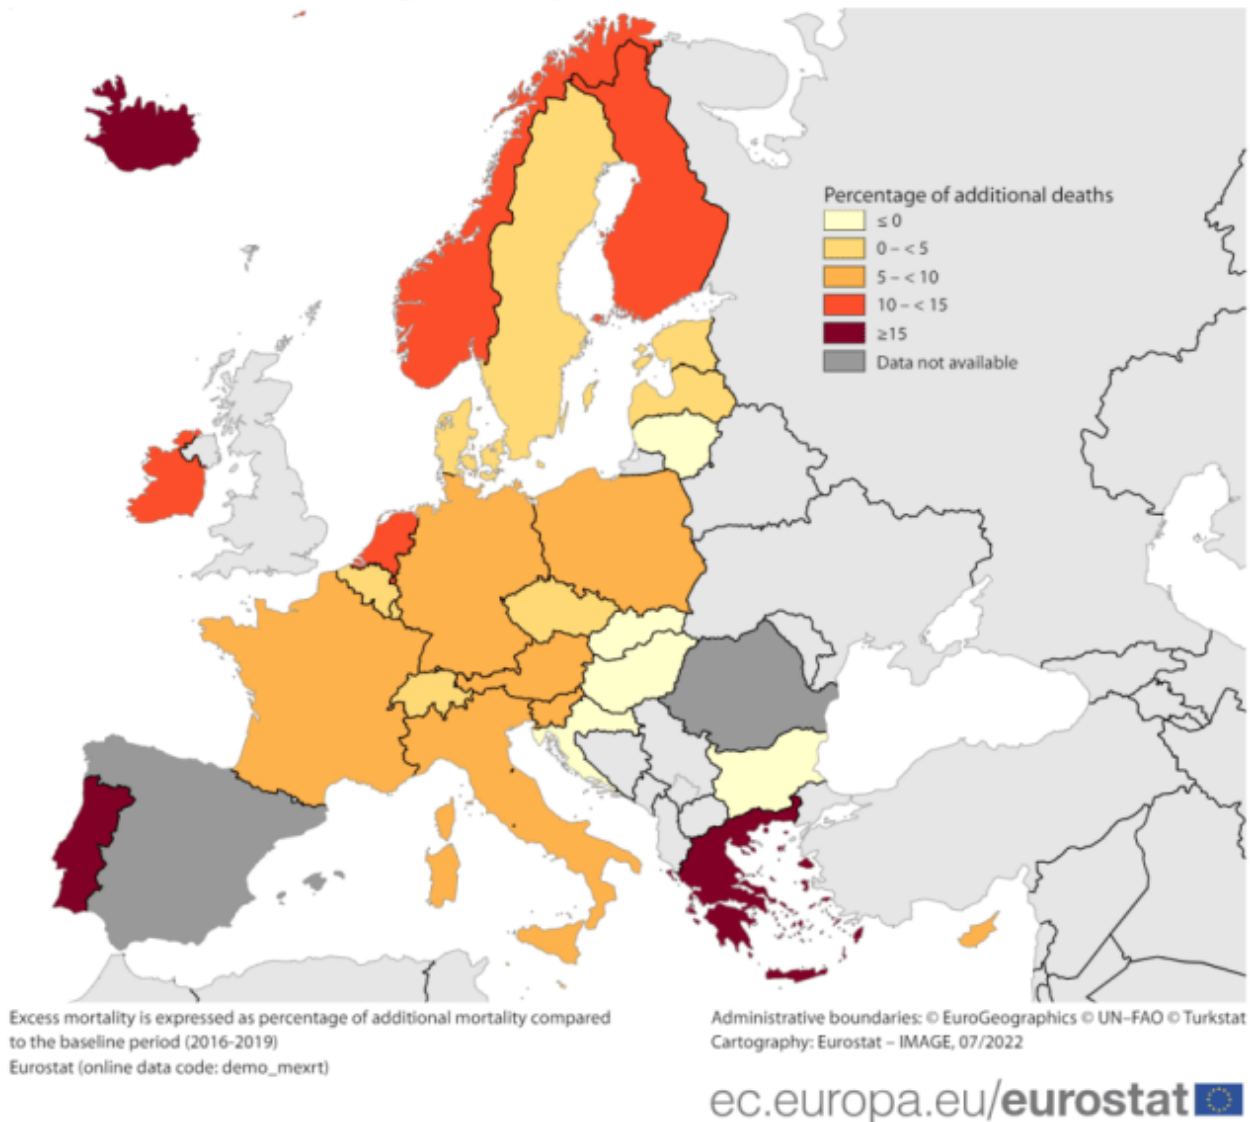 Percentage of additional deaths
≤ 0
0 – < 5
5 – < 10
10 – < 15
≥15
Data not available
Excess mortality is expressed as percentage of additional mortality compared
to the baseline period (2016-2019)
Eurostat (online data code: demo_mexrt)
Administrative boundaries: © EuroGeographics © UN–FAO © Turkstat
Cartography: Eurostat – IMAGE, 07/2022
ec.europa.eu/eurostat